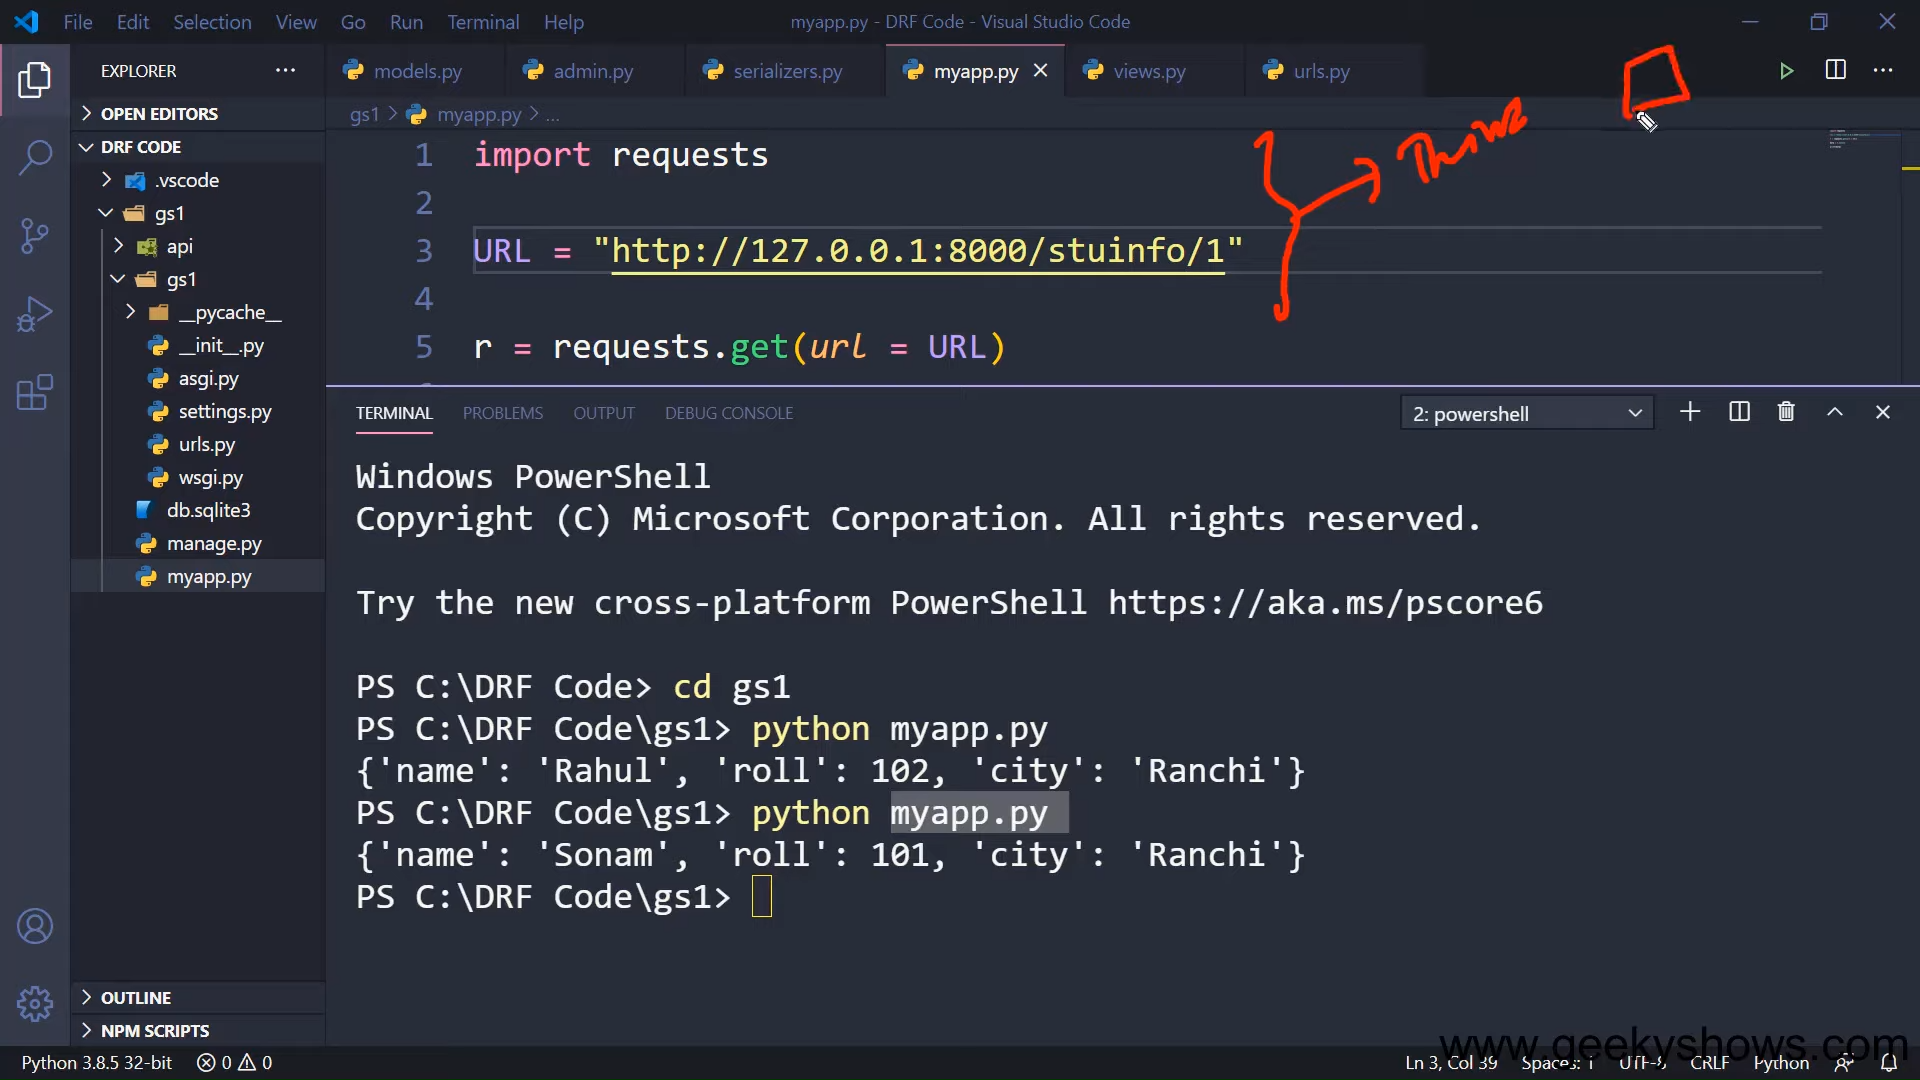 File Edit Selection View Go Run Terminal Help myapp.py - DRF Code - Visual Studio Code
EXPLORER
models.py admin.py serializers.py myapp.py views.py urls.py
OPEN EDITORS
gs1 > myapp.py > ...
DRF CODE
.vscode
gs1
api
gs1
__pycache__
__init__.py
asgi.py
settings.py
urls.py
wsgi.py
db.sqlite3
manage.py
myapp.py
OUTLINE
NPM SCRIPTS
1 import requests
2
3 URL = "http://127.0.0.1:8000/stuinfo/1"
4
5 r = requests.get(url = URL)
TERMINAL PROBLEMS OUTPUT DEBUG CONSOLE 2: powershell
Windows PowerShell
Copyright (C) Microsoft Corporation. All rights reserved.
Try the new cross-platform PowerShell https://aka.ms/pscore6
PS C:\DRF Code> cd gs1
PS C:\DRF Code\gs1> python myapp.py
{'name': 'Rahul', 'roll': 102, 'city': 'Ranchi'}
PS C:\DRF Code\gs1> python myapp.py
{'name': 'Sonam', 'roll': 101, 'city': 'Ranchi'}
PS C:\DRF Code\gs1>
www.geekyshows.com
Python 3.8.5 32-bit 0 0 Ln 3, Col 39 UTF-8 CRLF Python